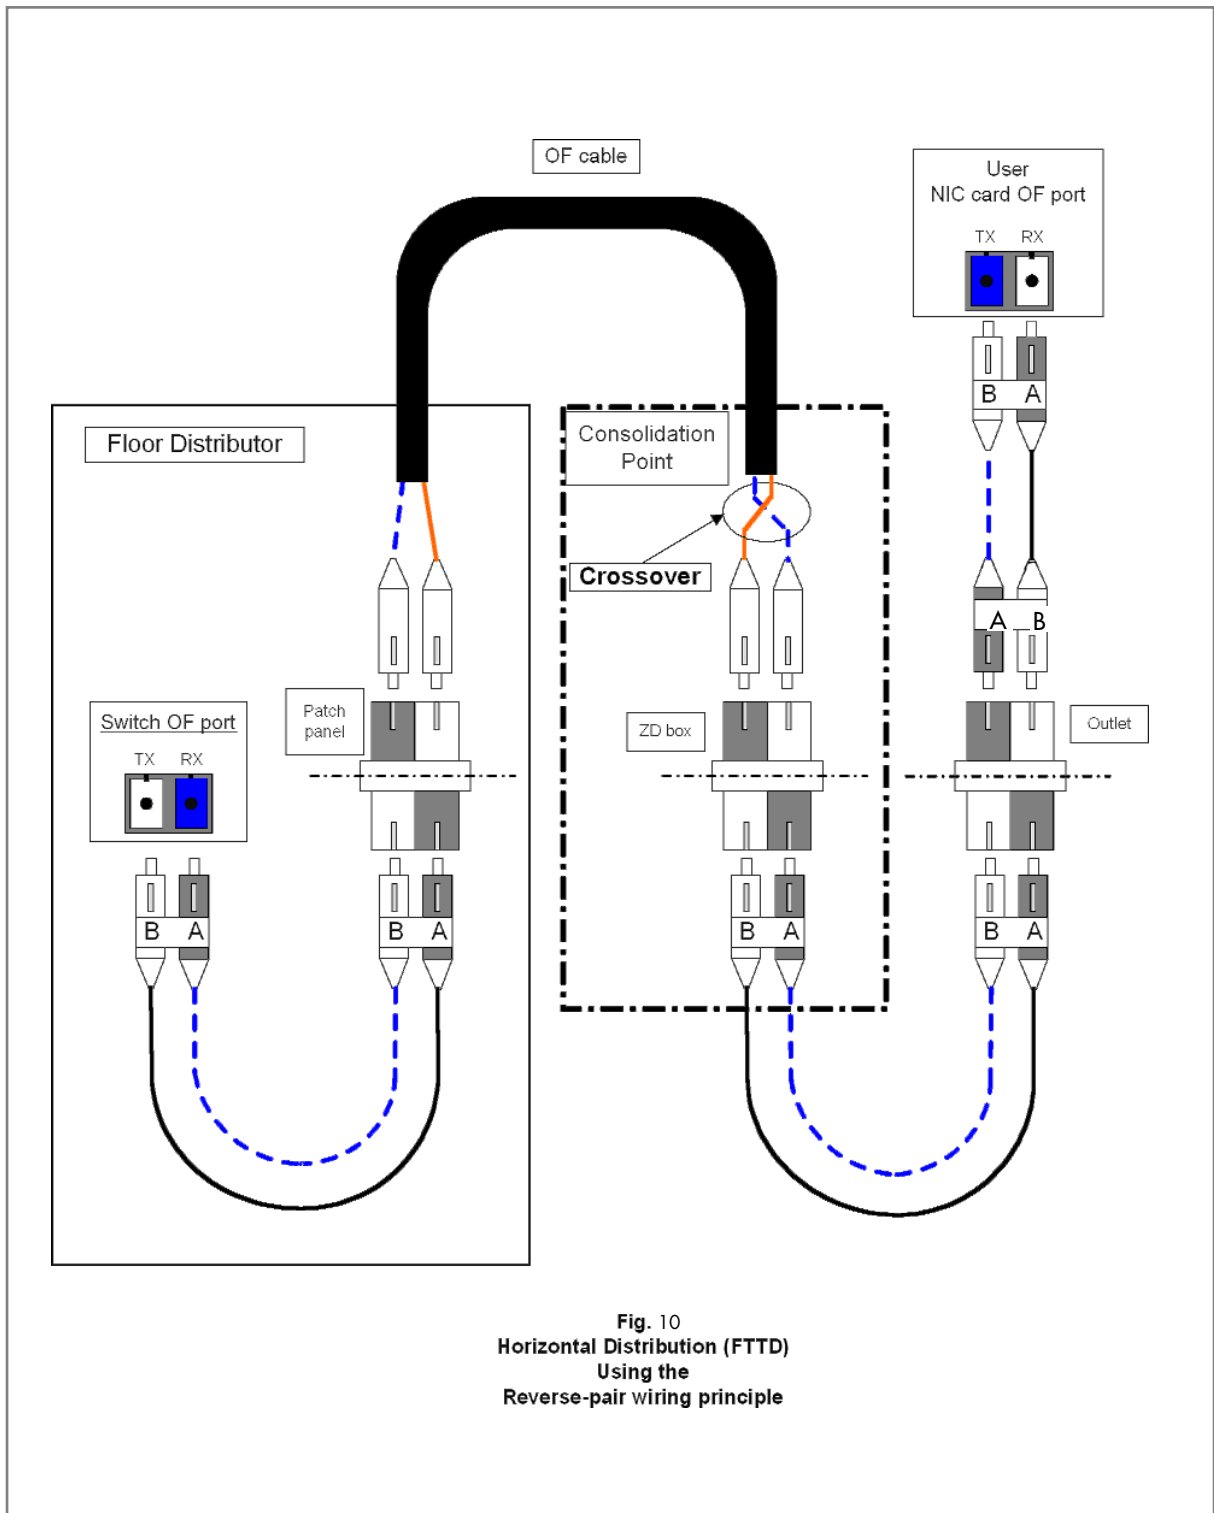 OF cable
User
NIC card OF port
TX RX
B A
Floor Distributor
Consolidation
Point
Crossover
A B
Switch OF port
TX RX
Patch
panel
ZD box
Outlet
B A
B A
B A
B A
Fig. 10
Horizontal Distribution (FTTD)
Using the
Reverse-pair wiring principle